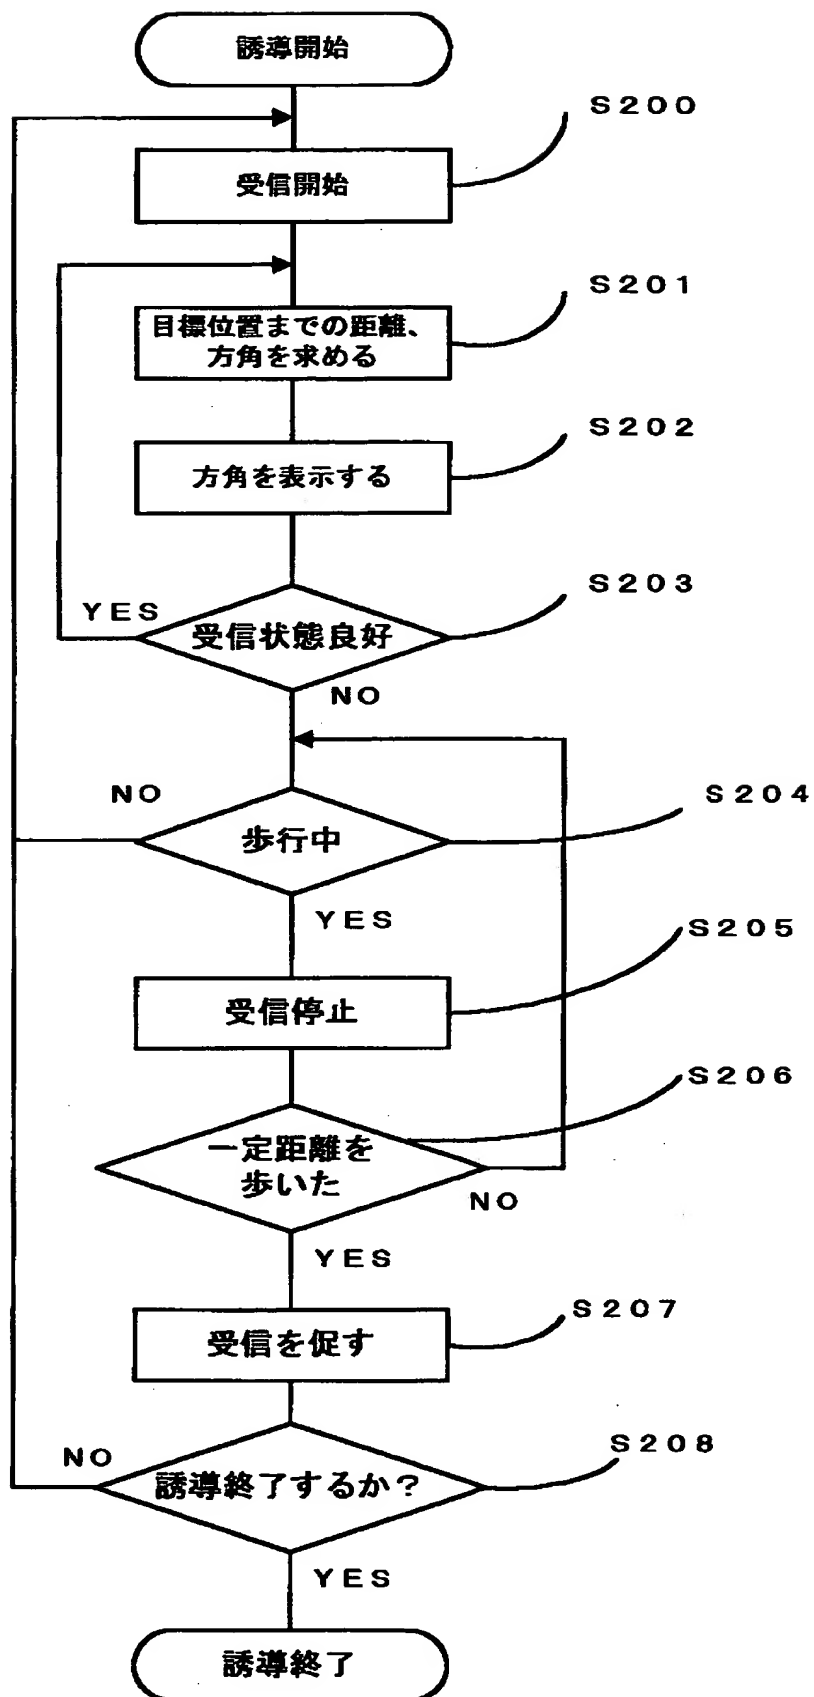 誘導開始
S200
受信開始
S201
目標位置までの距離、
方角を求める
S202
方角を表示する
S203
YES
受信状態良好
NO
NO
S204
歩行中
YES
S205
受信停止
S206
一定距離を
歩いた
NO
YES
S207
受信を促す
S208
NO
誘導終了するか?
YES
誘導終了